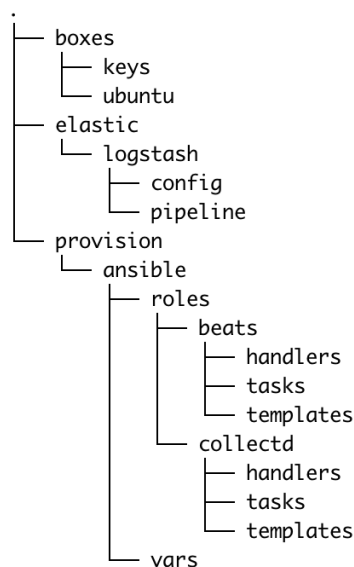 .
boxes
keys
ubuntu
elastic
logstash
config
pipeline
provision
ansible
roles
beats
handlers
tasks
templates
collectd
handlers
tasks
templates
vars